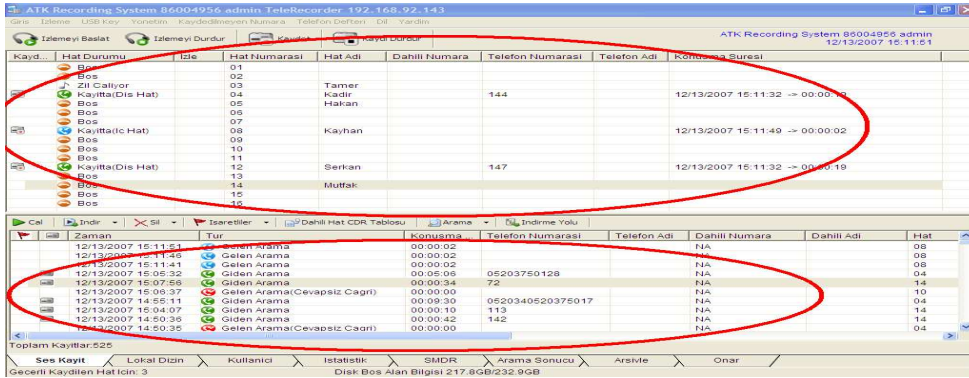 ATK Recording System 86004956 admin TeleRecorder 192.168.92.143
Giris Izleme USB Key Yonetim Kaydedilmeyen Numara Telefon Defteri Dil Yardim
Izlemeyi Baslat Izlemeyi Durdur Kaydet Kaydi Durdur
ATK Recording System 86004956 admin
12/13/2007 15:11:51
Kayd... Hat Durumu Izle Hat Numarasi Hat Adi Dahili Numara Telefon Numarasi Telefon Adi Konusma Suresi
Bos 01
Bos 02
Zil Caliyor 03 Tamer
Kayitta(Dis Hat) 04 Kadir 144 12/13/2007 15:11:32 -> 00:00:19
Bos 05 Hakan
Bos 06
Bos 07
Kayitta(Ic Hat) 08 Kayhan 12/13/2007 15:11:49 -> 00:00:02
Bos 09
Bos 10
Bos 11
Kayitta(Dis Hat) 12 Serkan 147 12/13/2007 15:11:32 -> 00:00:19
Bos 13
Bos 14 Mutfak
Bos 15
Bos 16
Cal Indir Sil Isaretliler Dahili Hat CDR Tablosu Arama Indirme Yolu
Zaman Tur Konusma... Telefon Numarasi Telefon Adi Dahili Numara Dahili Adi Hat
12/13/2007 15:11:51 Giden Arama 00:00:02 NA 08
12/13/2007 15:11:46 Gelen Arama 00:00:02 NA 08
12/13/2007 15:11:41 Gelen Arama 00:00:02 NA 08
12/13/2007 15:05:32 Giden Arama 00:05:06 05203750128 NA 04
12/13/2007 15:07:56 Giden Arama 00:00:34 72 NA 14
12/13/2007 15:06:37 Gelen Arama(Cevapsiz Cagri) 00:00:00 NA 10
12/13/2007 14:55:11 Giden Arama 00:09:30 0520340520375017 NA 04
12/13/2007 15:04:07 Giden Arama 00:00:10 113 NA 14
12/13/2007 14:50:36 Giden Arama 00:00:42 142 NA 14
12/13/2007 14:50:35 Gelen Arama(Cevapsiz Cagri) 00:00:00 NA 04
Toplam Kayitlar:525
Ses Kayit Lokal Dizin Kullanici Istatistik SMDR Arama Sonucu Arsivle Onar
Gecerli Kaydilen Hat Icin: 3 Disk Bos Alan Bilgisi 217.8GB/232.9GB